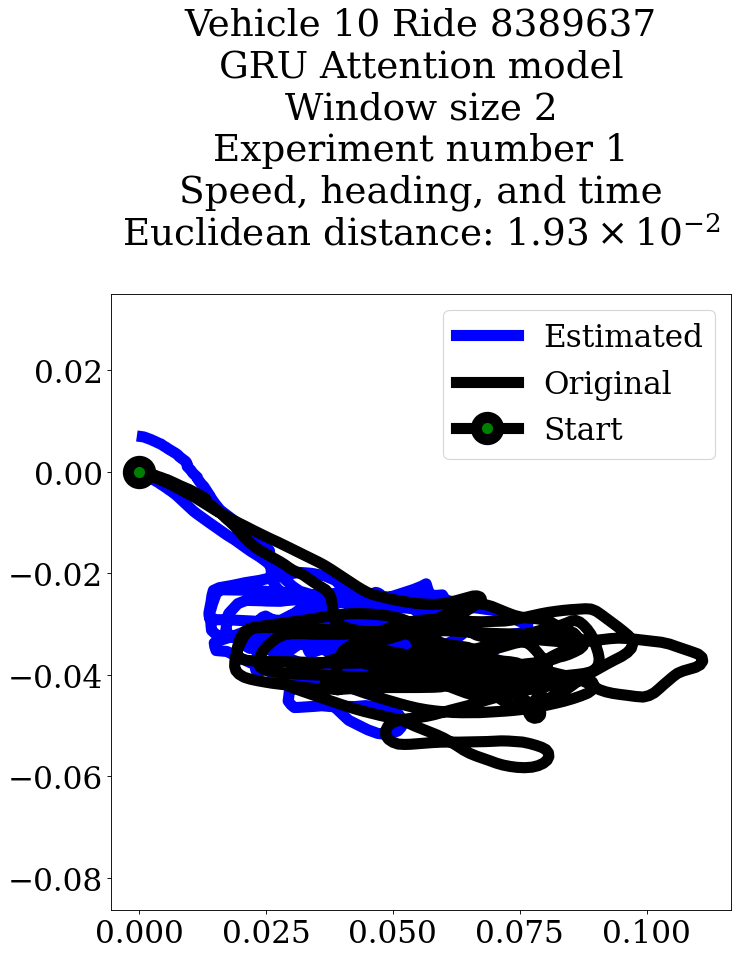 Vehicle 10 Ride 8389637
GRU Attention model
Window size 2
Experiment number 1
Speed, heading, and time
Euclidean distance: 1.93 × 10⁻²
Estimated
Original
Start
0.02
0.00
−0.02
−0.04
−0.06
−0.08
0.000 0.025 0.050 0.075 0.100